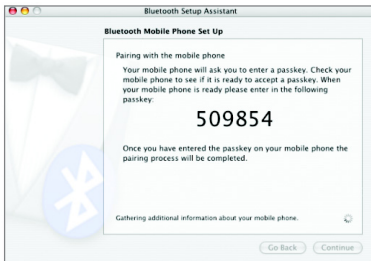 Bluetooth Setup Assistant
Bluetooth Mobile Phone Set Up
Pairing with the mobile phone
Your mobile phone will ask you to enter a passkey. Check your
mobile phone to see if it is ready to accept a passkey. When
your mobile phone is ready please enter in the following
passkey:
509854
Once you have entered the passkey on your mobile phone the
pairing process will be completed.
Gathering additional information about your mobile phone.
Go Back
Continue